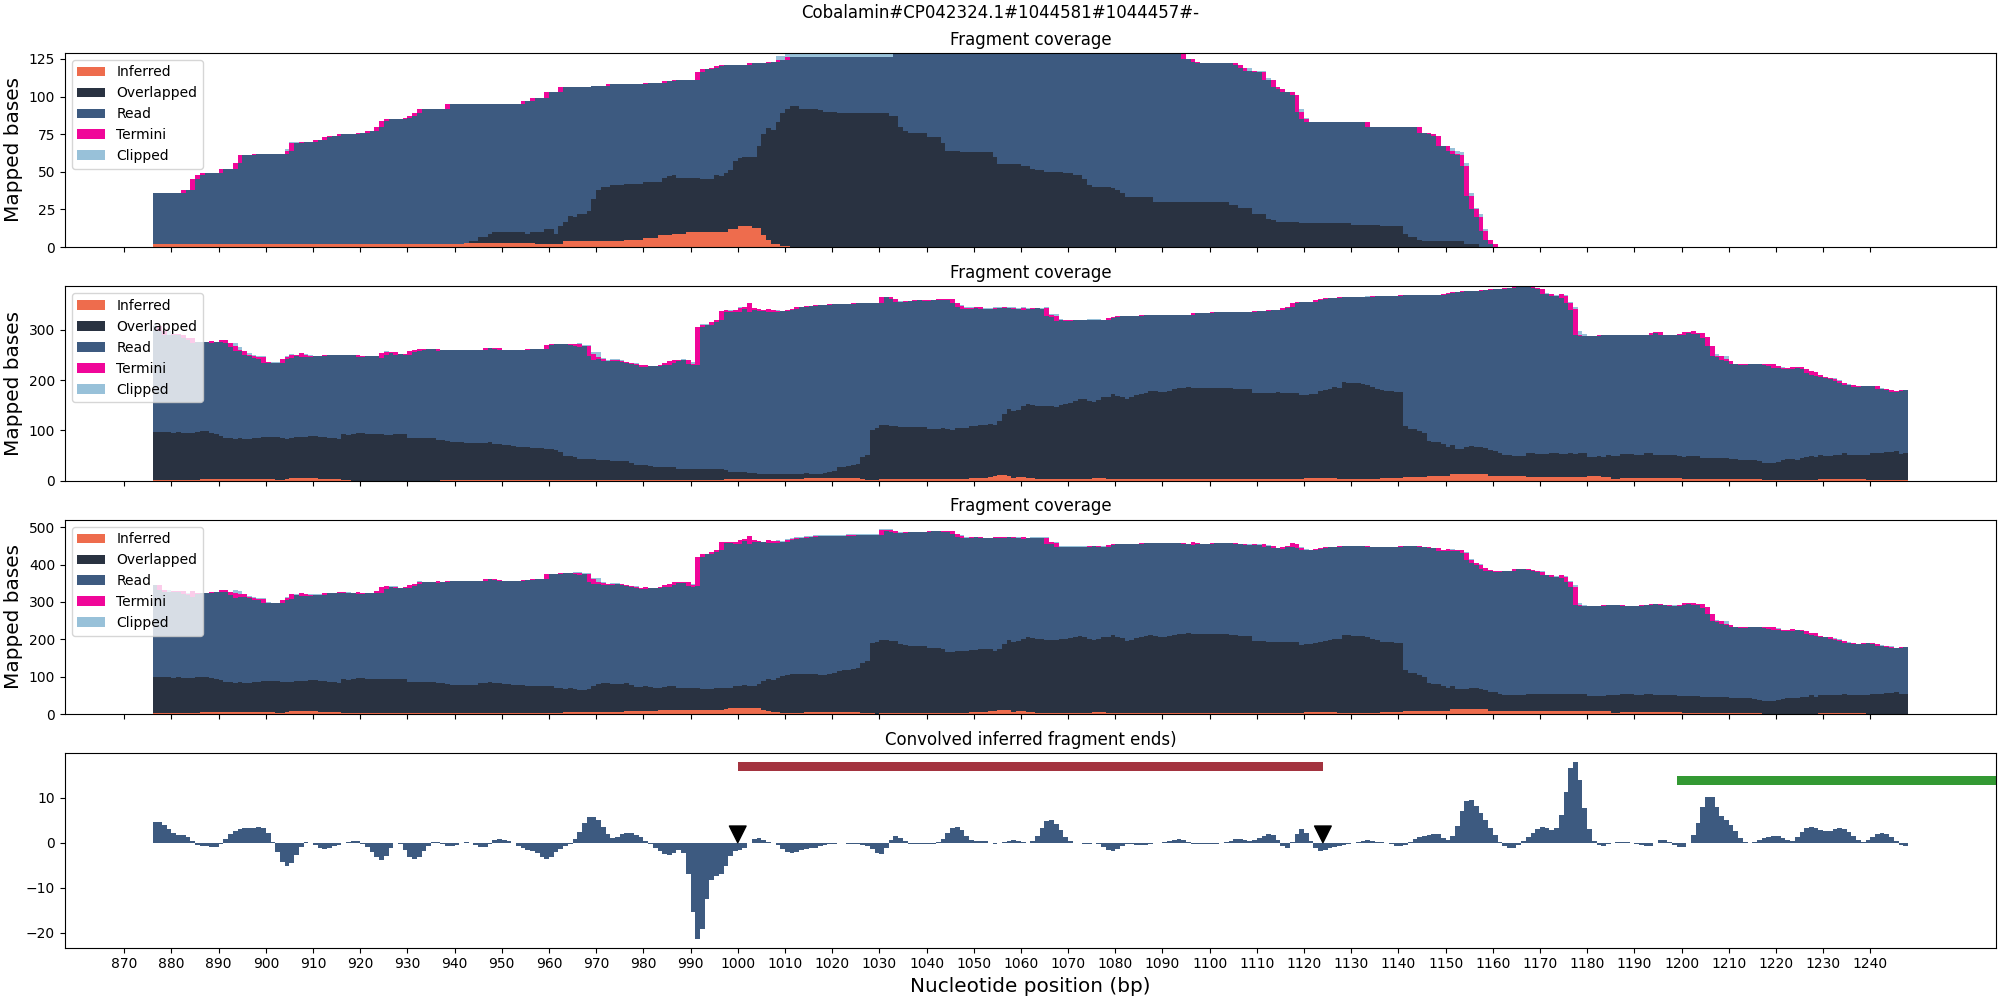 Cobalamin#CP042324.1#1044581#1044457#-
Fragment coverage
Mapped bases
125
100
75
50
25
0
Inferred
Overlapped
Read
Termini
Clipped
Fragment coverage
Mapped bases
300
200
100
0
Inferred
Overlapped
Read
Termini
Clipped
Fragment coverage
Mapped bases
500
400
300
200
100
0
Inferred
Overlapped
Read
Termini
Clipped
Convolved inferred fragment ends)
10
0
−10
−20
870 880 890 900 910 920 930 940 950 960 970 980 990 1000 1010 1020 1030 1040 1050 1060 1070 1080 1090 1100 1110 1120 1130 1140 1150 1160 1170 1180 1190 1200 1210 1220 1230 1240
Nucleotide position (bp)